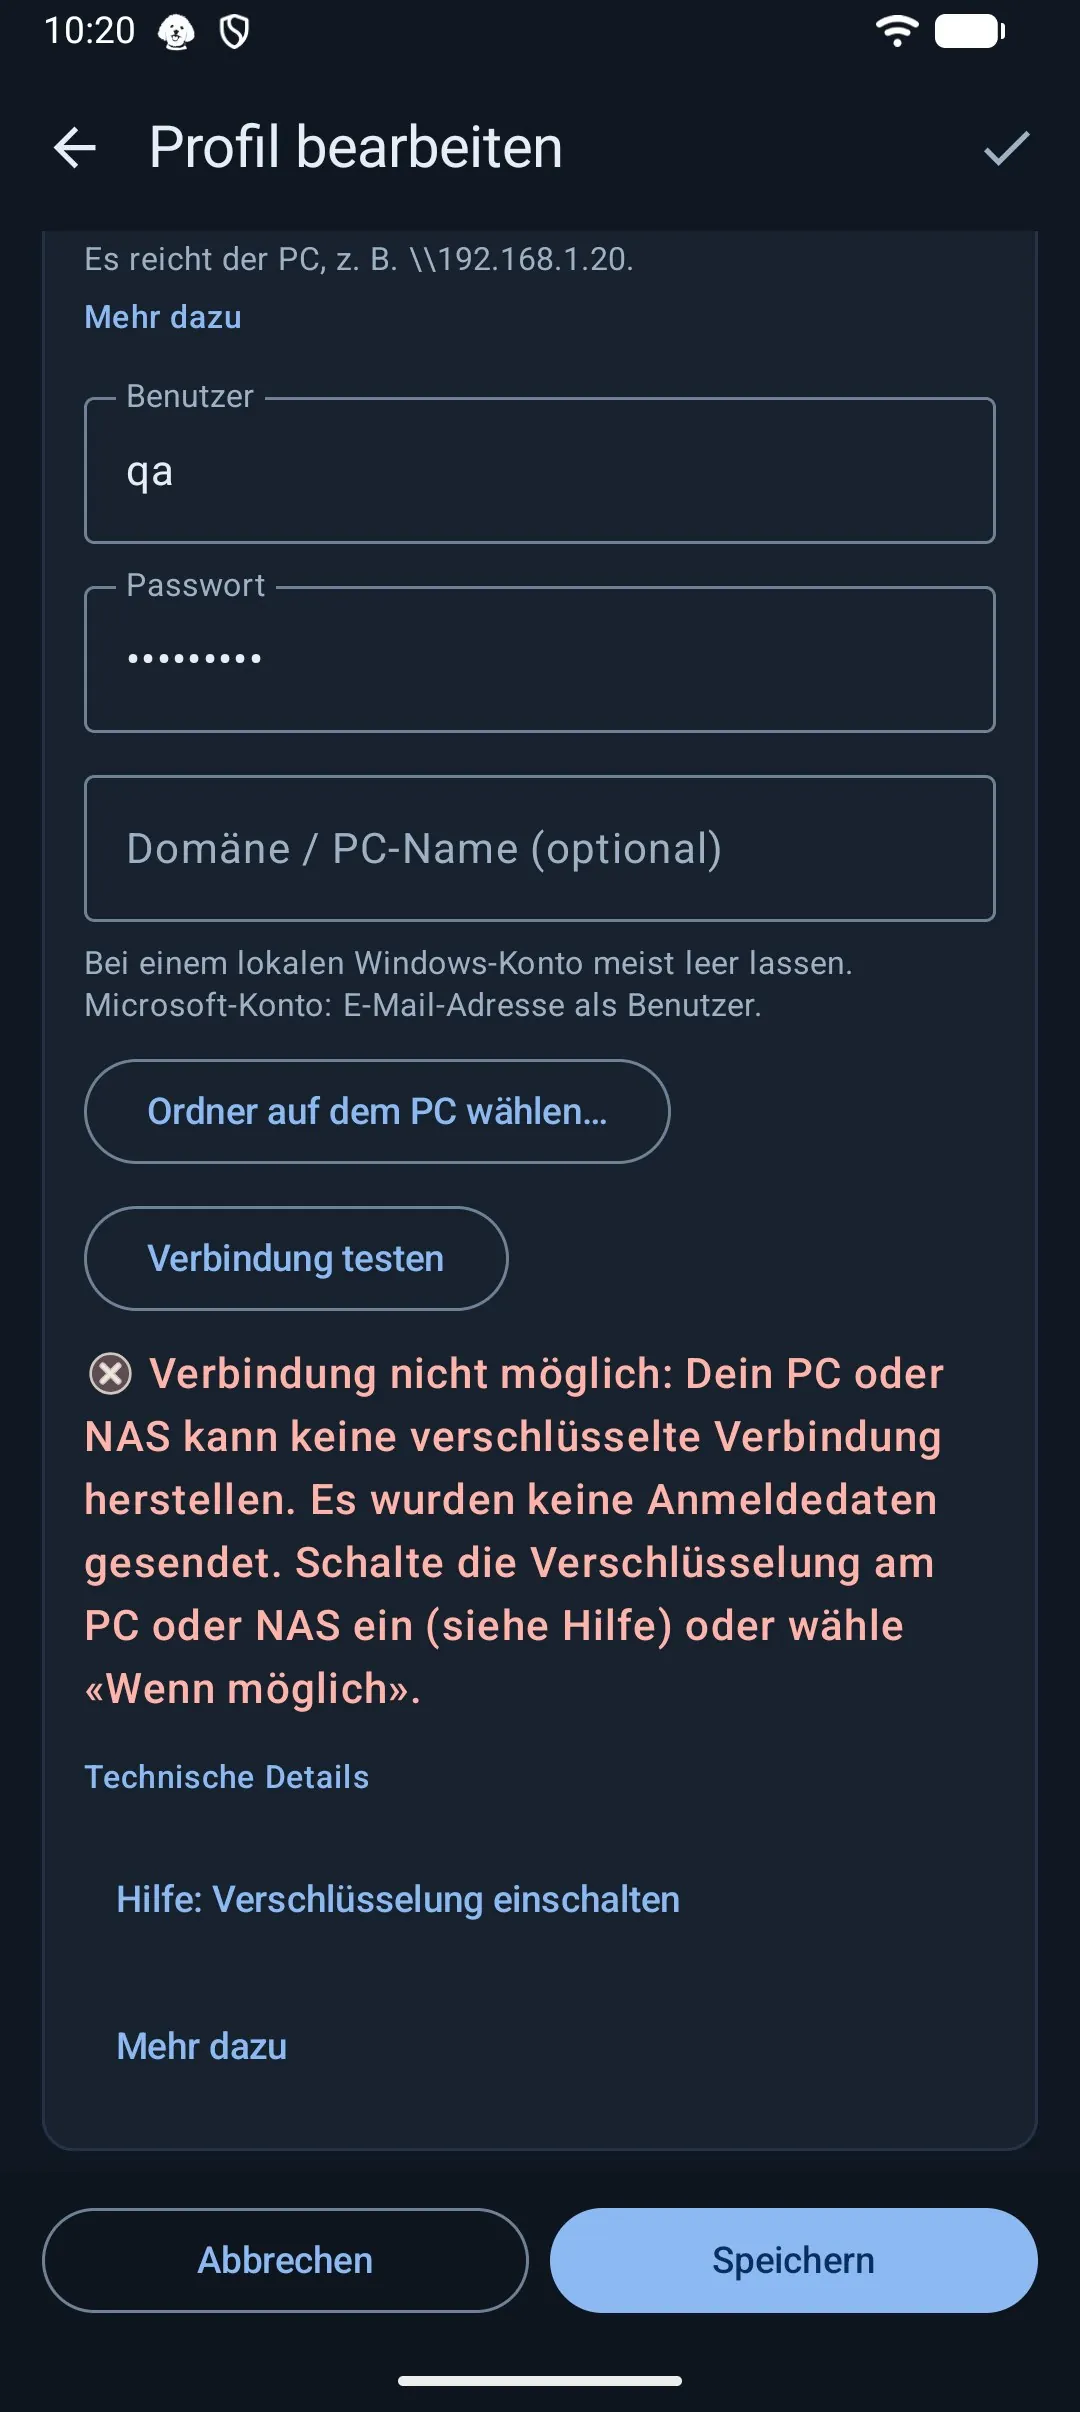 10:20
Profil bearbeiten
Es reicht der PC, z. B. \\192.168.1.20.
Mehr dazu
Benutzer
qa
Passwort
•••••••••
Domäne / PC-Name (optional)
Bei einem lokalen Windows-Konto meist leer lassen.
Microsoft-Konto: E-Mail-Adresse als Benutzer.
Ordner auf dem PC wählen…
Verbindung testen
Verbindung nicht möglich: Dein PC oder
NAS kann keine verschlüsselte Verbindung
herstellen. Es wurden keine Anmeldedaten
gesendet. Schalte die Verschlüsselung am
PC oder NAS ein (siehe Hilfe) oder wähle
«Wenn möglich».
Technische Details
Hilfe: Verschlüsselung einschalten
Mehr dazu
Abbrechen
Speichern